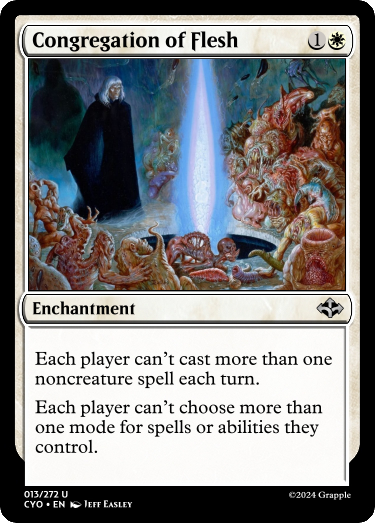 Congregation of Flesh 1
Enchantment
Each player can't cast more than one
noncreature spell each turn.
Each player can't choose more than
one mode for spells or abilities they
control.
013/272 U
CYO • EN Jeff Easley
©2024 Grapple